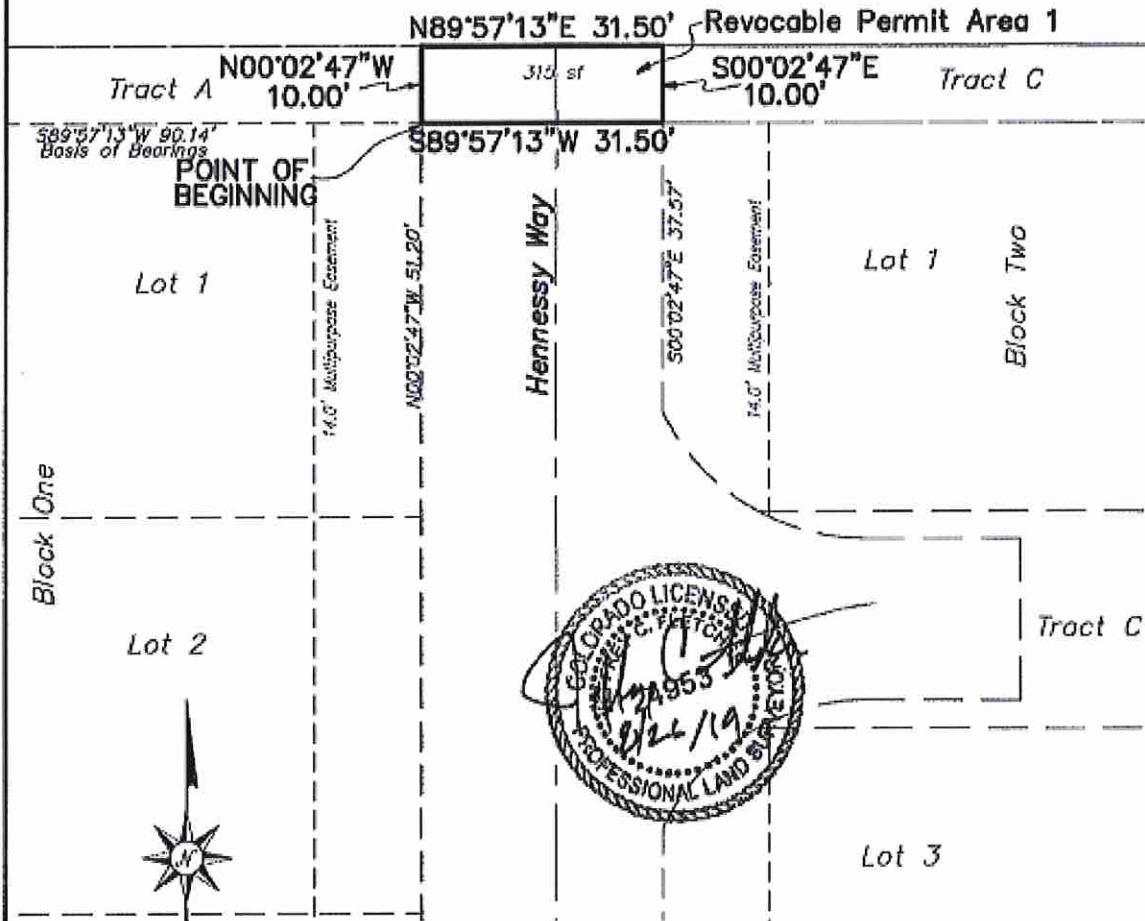 N89°57'13"E 31.50'
Revocable Permit Area 1
Tract A
N00°02'47"W
10.00'
315 sf
S00°02'47"E
10.00'
Tract C
S89°57'13"W 90.14'
Basis of Bearings
S89°57'13"W 31.50'
POINT OF
BEGINNING
Lot 1
14.0' Multipurpose Easement
N00°02'47"W 51.20'
Hennessy Way
S00°02'47"E 37.57'
14.0' Multipurpose Easement
Lot 1
Block Two
Block One
Lot 2
COLORADO LICENSED
C. FLETCH
24953
/26/19
PROFESSIONAL LAND SURVEYOR
Tract C
N
Lot 3